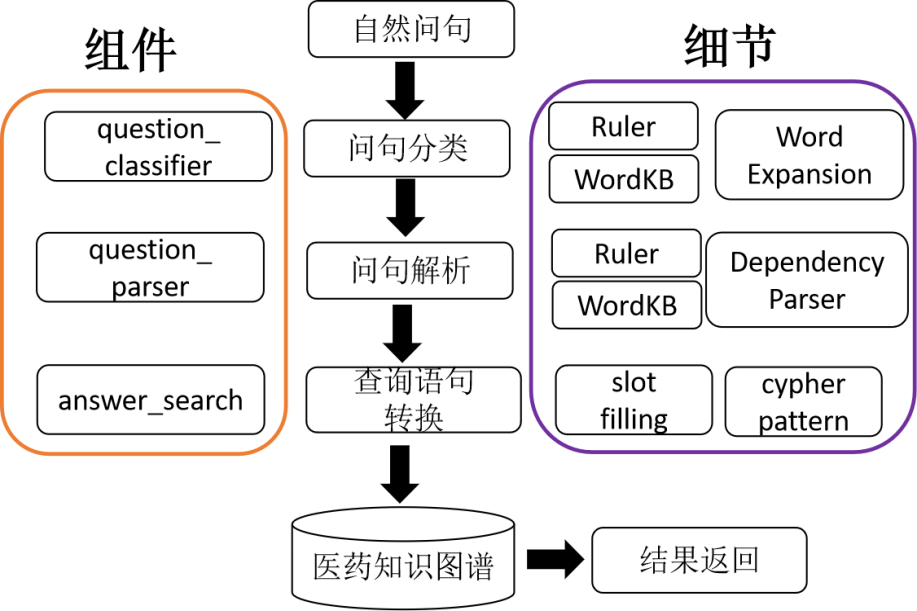 组件
自然问句
细节
question_
classifier
问句分类
Ruler
WordKB
Word
Expansion
question_
parser
问句解析
Ruler
WordKB
Dependency
Parser
answer_search
查询语句
转换
slot
filling
cypher
pattern
医药知识图谱
结果返回